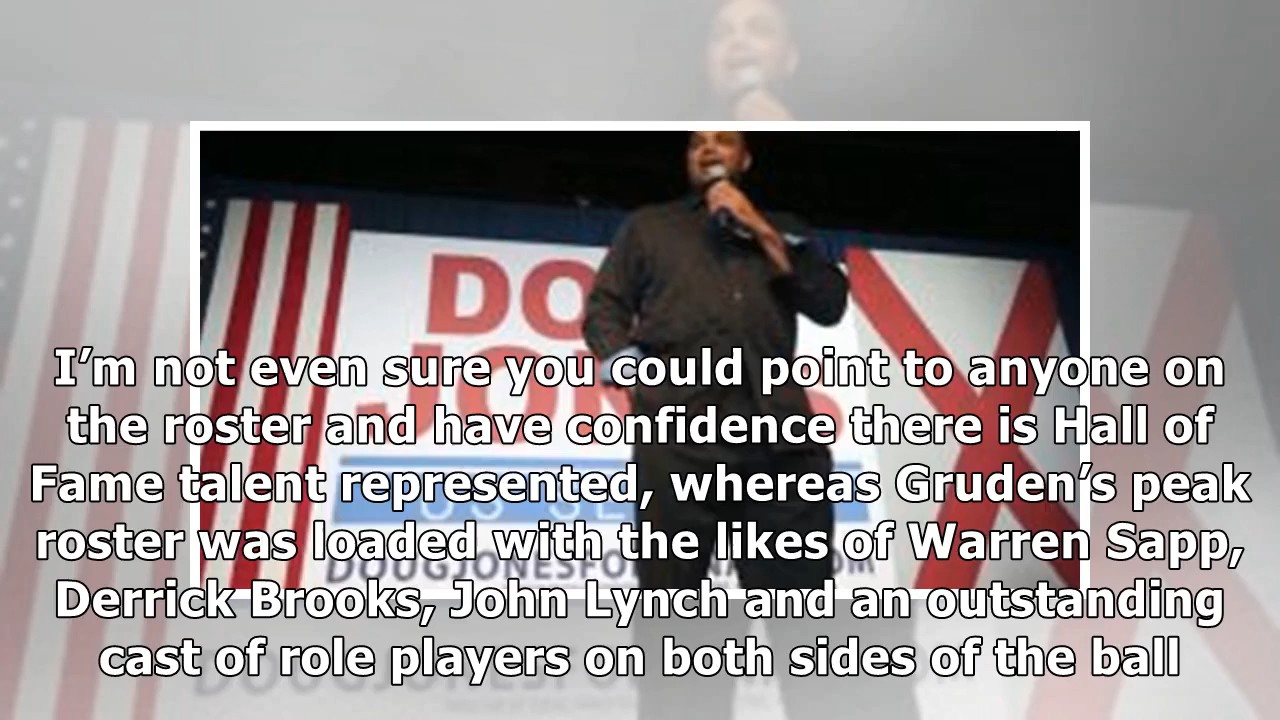 DO
JON
I’m not even sure you could point to anyone on
the roster and have confidence there is Hall of
Fame talent represented, whereas Gruden’s peak
roster was loaded with the likes of Warren Sapp,
Derrick Brooks, John Lynch and an outstanding
cast of role players on both sides of the ball